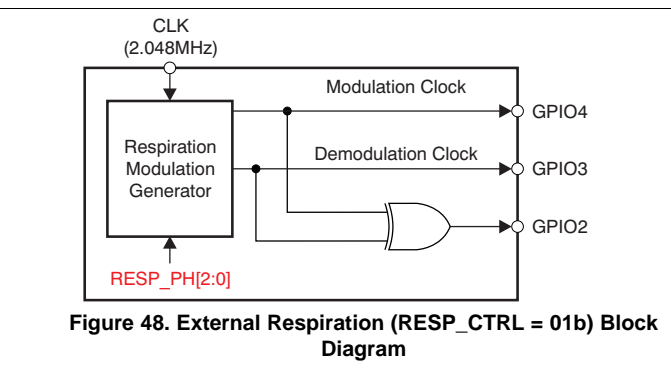 CLK
(2.048MHz)
Modulation Clock
GPIO4
Respiration
Modulation
Generator
Demodulation Clock
GPIO3
GPIO2
RESP_PH[2:0]
Figure 48. External Respiration (RESP_CTRL = 01b) Block
Diagram